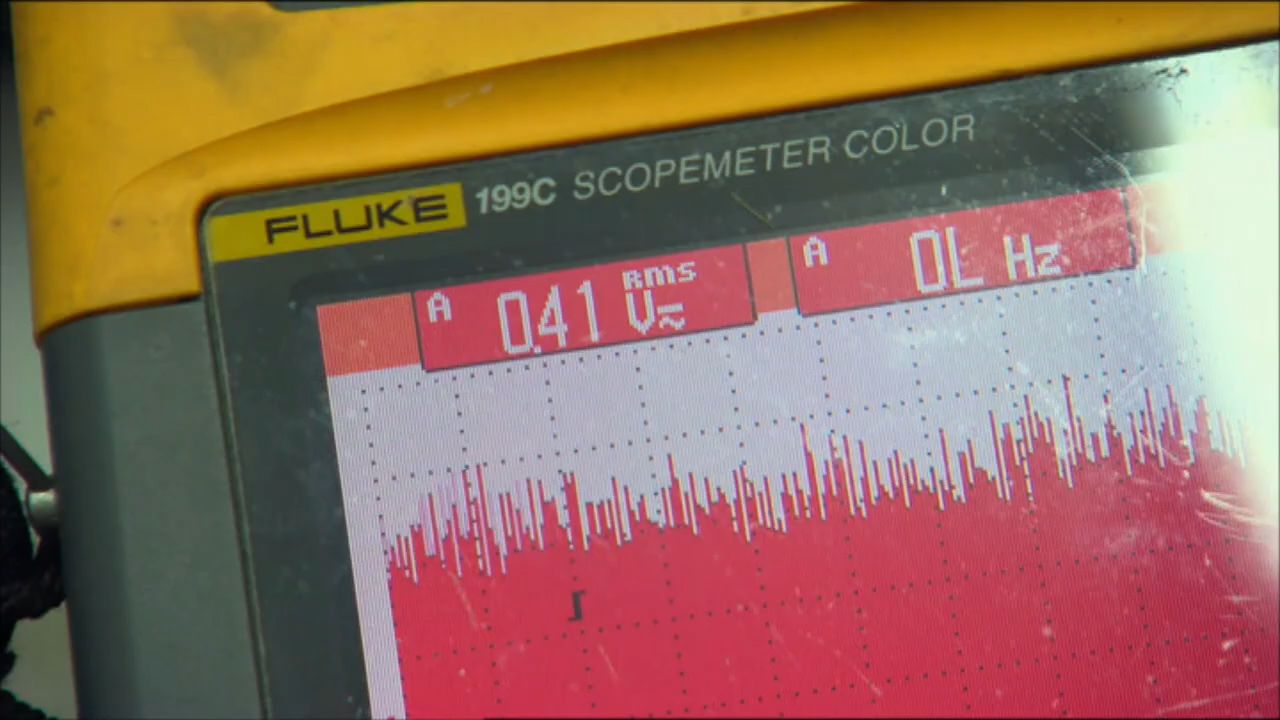 FLUKE 199C SCOPEMETER COLOR
A 0.41 RMS V≂ A OL Hz